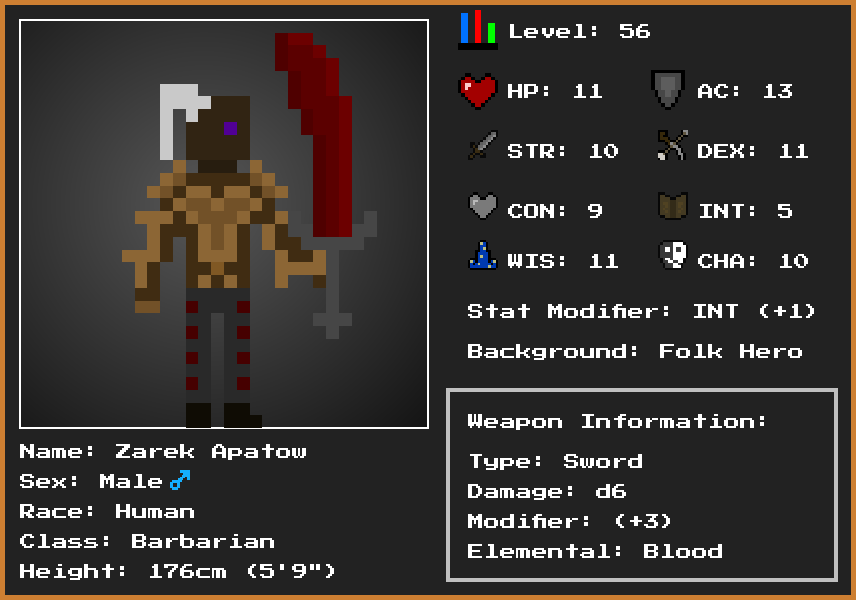 Level: 56
HP: 11
AC: 13
STR: 10
DEX: 11
CON: 9
INT: 5
WIS: 11
CHA: 10
Stat Modifier: INT (+1)
Background: Folk Hero
Weapon Information:
Type: Sword
Damage: d6
Modifier: (+3)
Elemental: Blood
Name: Zarek Apatow
Sex: Male ♂
Race: Human
Class: Barbarian
Height: 176cm (5'9")